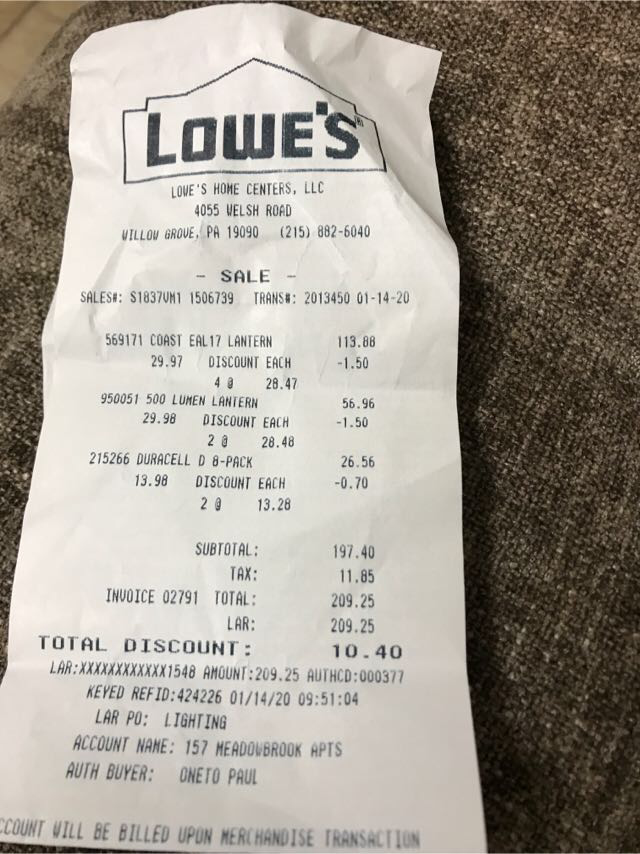 LOWE'S
LOWE'S HOME CENTERS, LLC
4055 WELSH ROAD
WILLOW GROVE, PA 19090 (215) 882-6040
- SALE -
SALES#: S1837VM1 1506739 TRANS#: 2013450 01-14-20
569171 COAST EAL17 LANTERN 113.88
29.97 DISCOUNT EACH -1.50
4 @ 28.47
950051 500 LUMEN LANTERN 56.96
29.98 DISCOUNT EACH -1.50
2 @ 28.48
215266 DURACELL D 8-PACK 26.56
13.98 DISCOUNT EACH -0.70
2 @ 13.28
SUBTOTAL: 197.40
TAX: 11.85
INVOICE 02791 TOTAL: 209.25
LAR: 209.25
TOTAL DISCOUNT: 10.40
LAR:XXXXXXXXXXXX1548 AMOUNT:209.25 AUTHCD:000377
KEYED REFID:424226 01/14/20 09:51:04
LAR PO: LIGHTING
ACCOUNT NAME: 157 MEADOWBROOK APTS
AUTH BUYER: ONETO PAUL
CCOUNT WILL BE BILLED UPON MERCHANDISE TRANSACTION